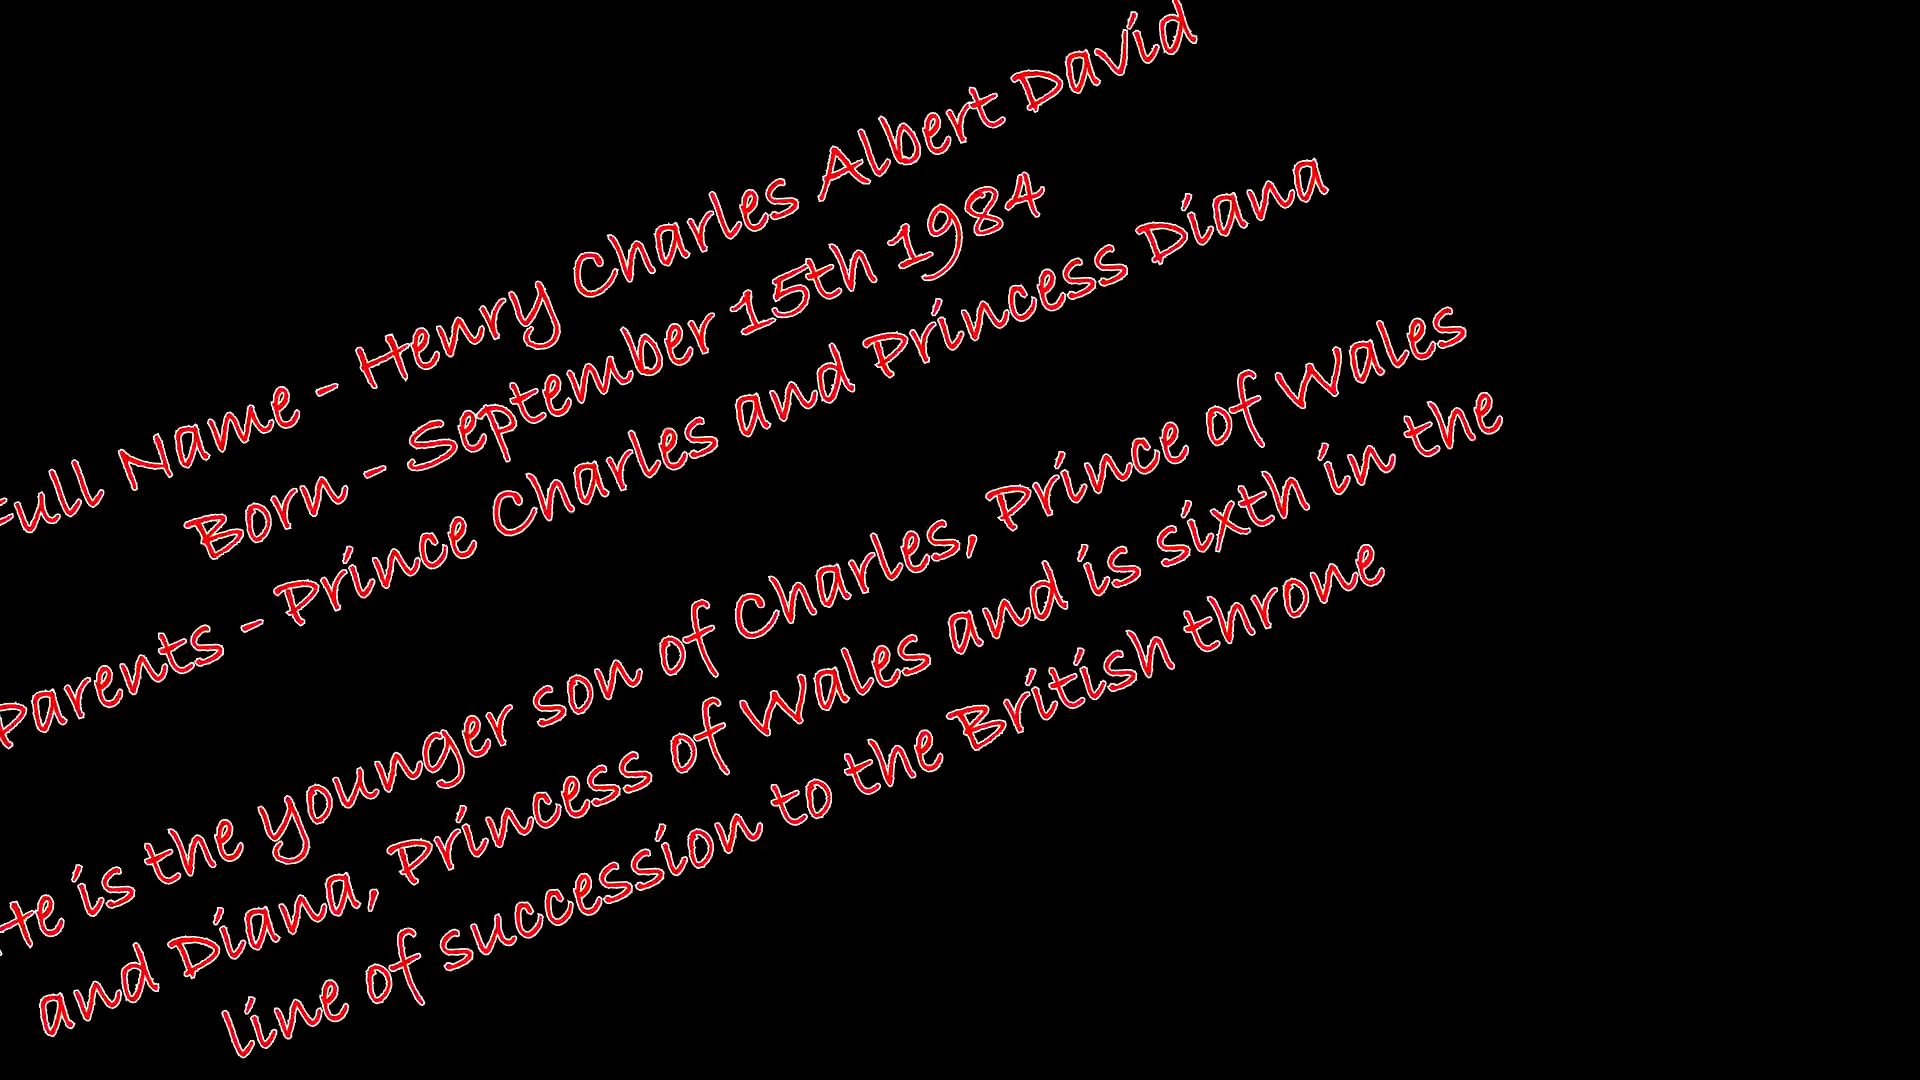 Full Name - Henry Charles Albert David
Born - September 15th 1984
Parents - Prince Charles and Princess Diana
He is the younger son of Charles, Prince of Wales
and Diana, Princess of Wales and is sixth in the
line of succession to the British throne